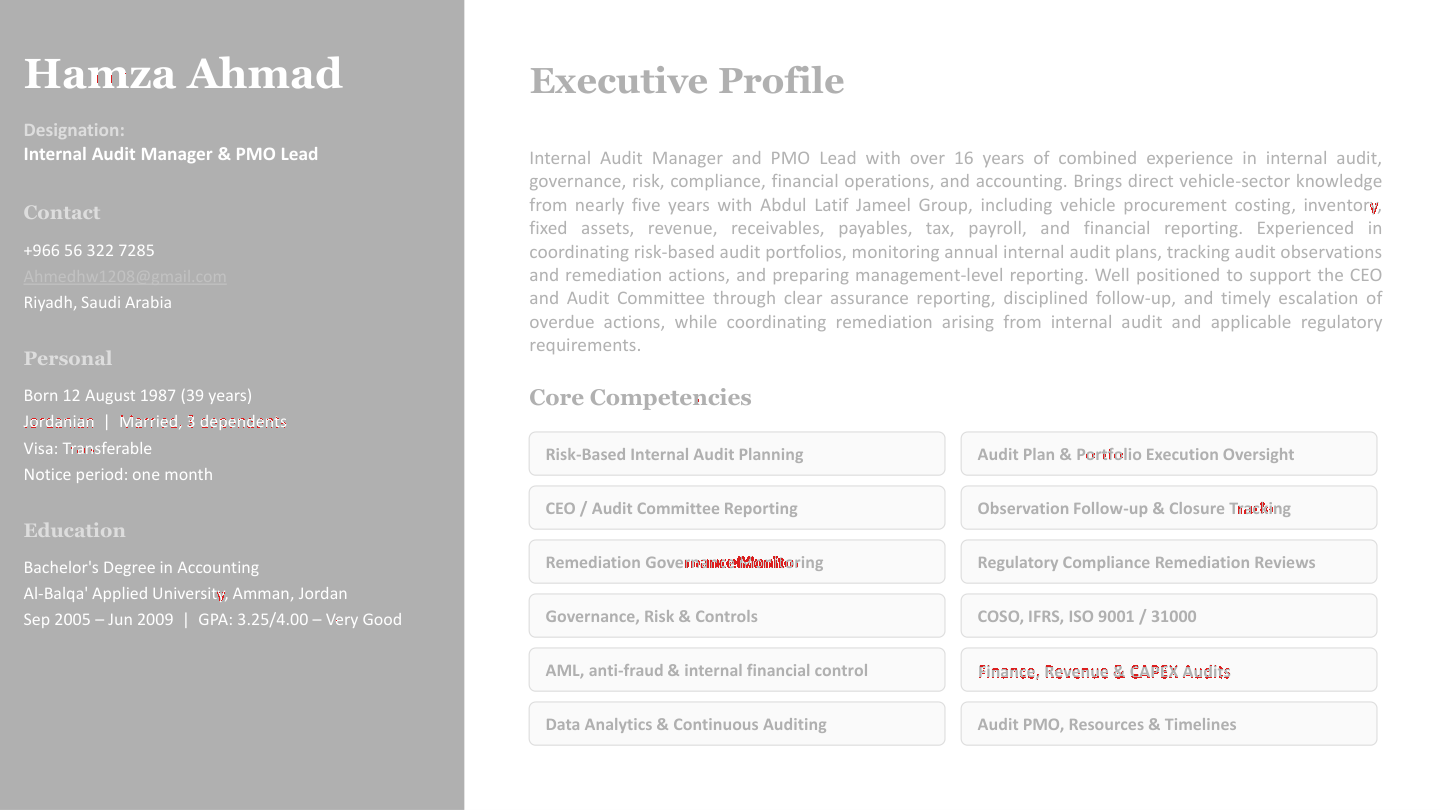 Hamza Ahmad
Designation:
Internal Audit Manager & PMO Lead
Contact
+966 56 322 7285
Ahmedhw1208@gmail.com
Riyadh, Saudi Arabia
Personal
Born 12 August 1987 (39 years)
Jordanian | Married, 3 dependents
Visa: Transferable
Notice period: one month
Education
Bachelor's Degree in Accounting
Al-Balqa' Applied University, Amman, Jordan
Sep 2005 – Jun 2009 | GPA: 3.25/4.00 – Very Good
Executive Profile
Internal Audit Manager and PMO Lead with over 16 years of combined experience in internal audit,
governance, risk, compliance, financial operations, and accounting. Brings direct vehicle-sector knowledge
from nearly five years with Abdul Latif Jameel Group, including vehicle procurement costing, inventory,
fixed assets, revenue, receivables, payables, tax, payroll, and financial reporting. Experienced in
coordinating risk-based audit portfolios, monitoring annual internal audit plans, tracking audit observations
and remediation actions, and preparing management-level reporting. Well positioned to support the CEO
and Audit Committee through clear assurance reporting, disciplined follow-up, and timely escalation of
overdue actions, while coordinating remediation arising from internal audit and applicable regulatory
requirements.
Core Competencies
Risk-Based Internal Audit Planning
Audit Plan & Portfolio Execution Oversight
CEO / Audit Committee Reporting
Observation Follow-up & Closure Tracking
Remediation Governance Monitoring
Regulatory Compliance Remediation Reviews
Governance, Risk & Controls
COSO, IFRS, ISO 9001 / 31000
AML, anti-fraud & internal financial control
Finance, Revenue & CAPEX Audits
Data Analytics & Continuous Auditing
Audit PMO, Resources & Timelines